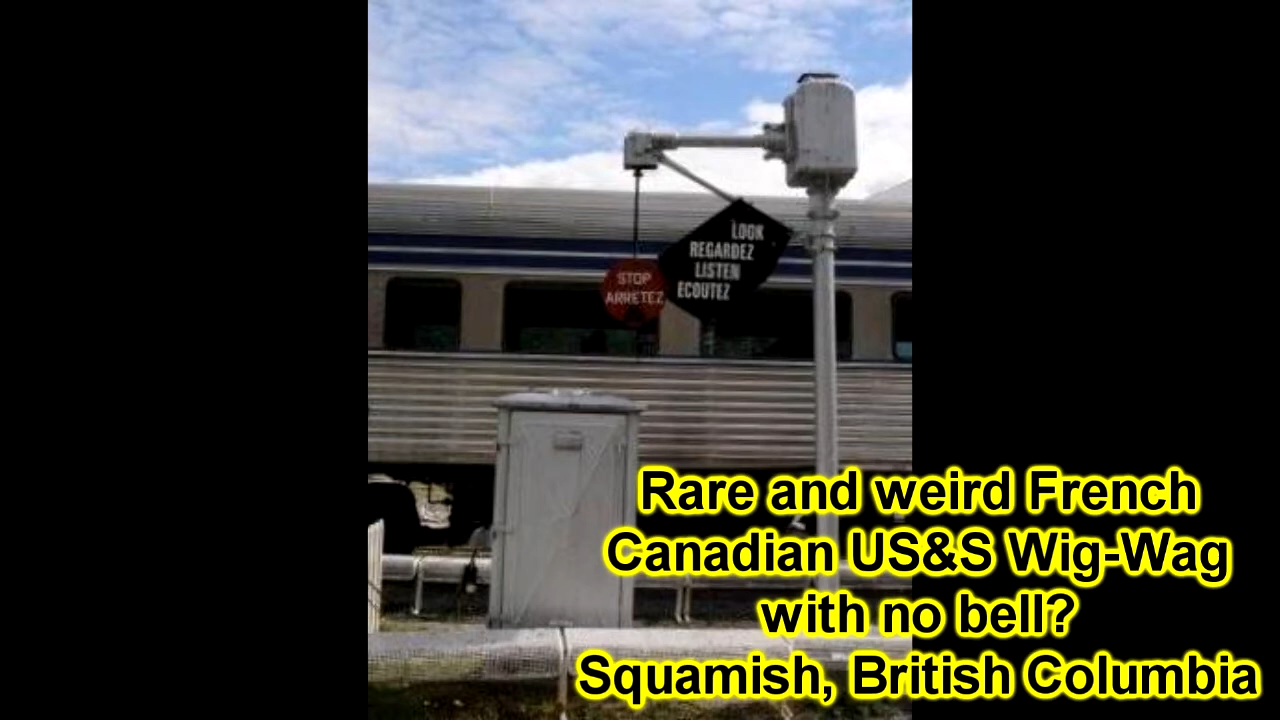 LOOK
REGARDEZ
LISTEN
ECOUTEZ
STOP
ARRETEZ
Rare and weird French
Canadian US&S Wig-Wag
with no bell?
Squamish, British Columbia